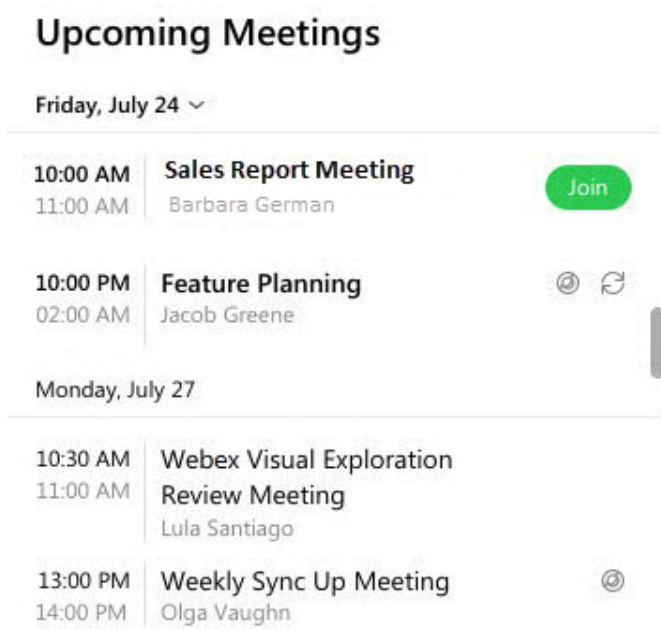 Upcoming Meetings
Friday, July 24
10:00 AM Sales Report Meeting
11:00 AM Barbara German
Join
10:00 PM Feature Planning
02:00 AM Jacob Greene
Monday, July 27
10:30 AM Webex Visual Exploration
11:00 AM Review Meeting
Lula Santiago
13:00 PM Weekly Sync Up Meeting
14:00 PM Olga Vaughn